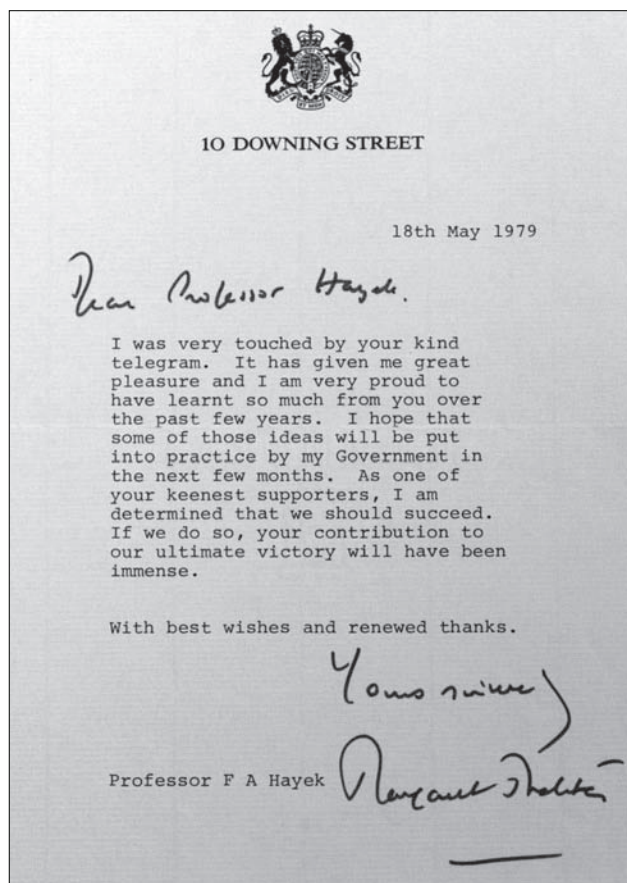 10 DOWNING STREET
18th May 1979
Dear Professor Hayek.
I was very touched by your kind
telegram. It has given me great
pleasure and I am very proud to
have learnt so much from you over
the past few years. I hope that
some of those ideas will be put
into practice by my Government in
the next few months. As one of
your keenest supporters, I am
determined that we should succeed.
If we do so, your contribution to
our ultimate victory will have been
immense.
With best wishes and renewed thanks.
Yours sincerely
Professor F A Hayek Margaret Thatcher